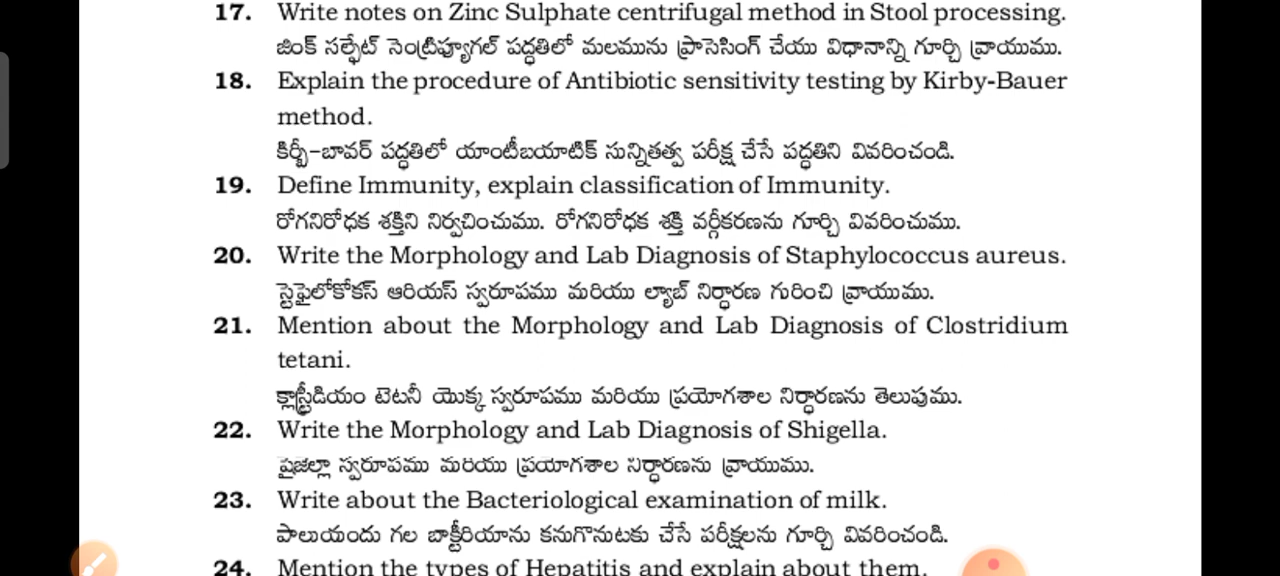 17. Write notes on Zinc Sulphate centrifugal method in Stool processing.
జింక్ సల్ఫేట్ సెంట్రిఫ్యూగల్ పద్ధతిలో మలమును ప్రాసెసింగ్ చేయు విధానాన్ని గూర్చి వ్రాయుము.
18. Explain the procedure of Antibiotic sensitivity testing by Kirby-Bauer
method.
కిర్బీ-బావర్ పద్ధతిలో యాంటీబయాటిక్ సున్నితత్వ పరీక్ష చేసే పద్ధతిని వివరించండి.
19. Define Immunity, explain classification of Immunity.
రోగనిరోధక శక్తిని నిర్వచించుము. రోగనిరోధక శక్తి వర్గీకరణను గూర్చి వివరించుము.
20. Write the Morphology and Lab Diagnosis of Staphylococcus aureus.
స్టెఫైలోకోకస్ ఆరియస్ స్వరూపము మరియు ల్యాబ్ నిర్ధారణ గురించి వ్రాయుము.
21. Mention about the Morphology and Lab Diagnosis of Clostridium
tetani.
క్లాస్ట్రీడియం టెటనీ యొక్క స్వరూపము మరియు ప్రయోగశాల నిర్ధారణను తెలుపుము.
22. Write the Morphology and Lab Diagnosis of Shigella.
షైజెల్లా స్వరూపము మరియు ప్రయోగశాల నిర్ధారణను వ్రాయుము.
23. Write about the Bacteriological examination of milk.
పాలుయందు గల బాక్టీరియాను కనుగొనుటకు చేసే పరీక్షలను గూర్చి వివరించండి.
24. Mention the types of Hepatitis and explain about them.